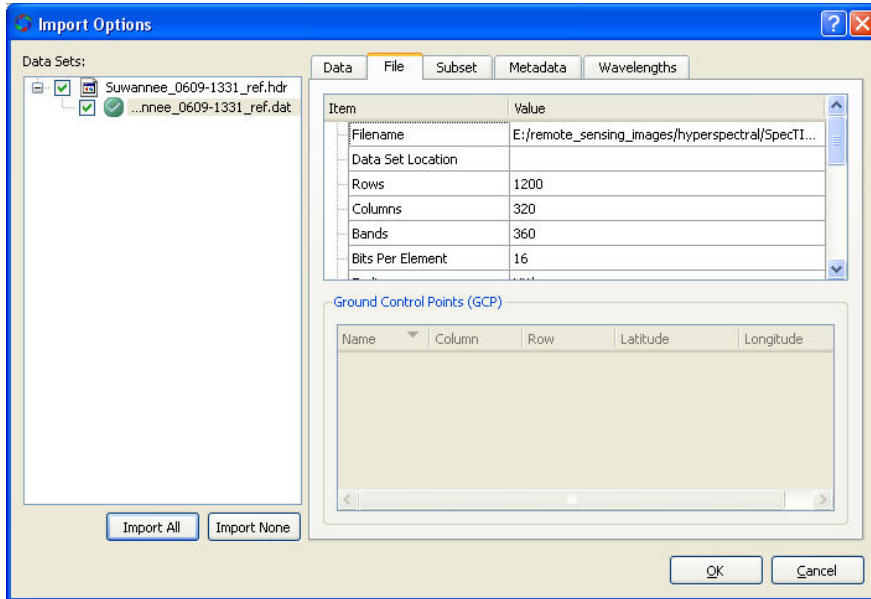 Import Options
Data Sets:
Suwannee_0609-1331_ref.hdr
...nnee_0609-1331_ref.dat
Import All Import None
Data File Subset Metadata Wavelengths
Item Value
Filename E:/remote_sensing_images/hyperspectral/SpecTI...
Data Set Location
Rows 1200
Columns 320
Bands 360
Bits Per Element 16
Ground Control Points (GCP)
Name Column Row Latitude Longitude
OK Cancel